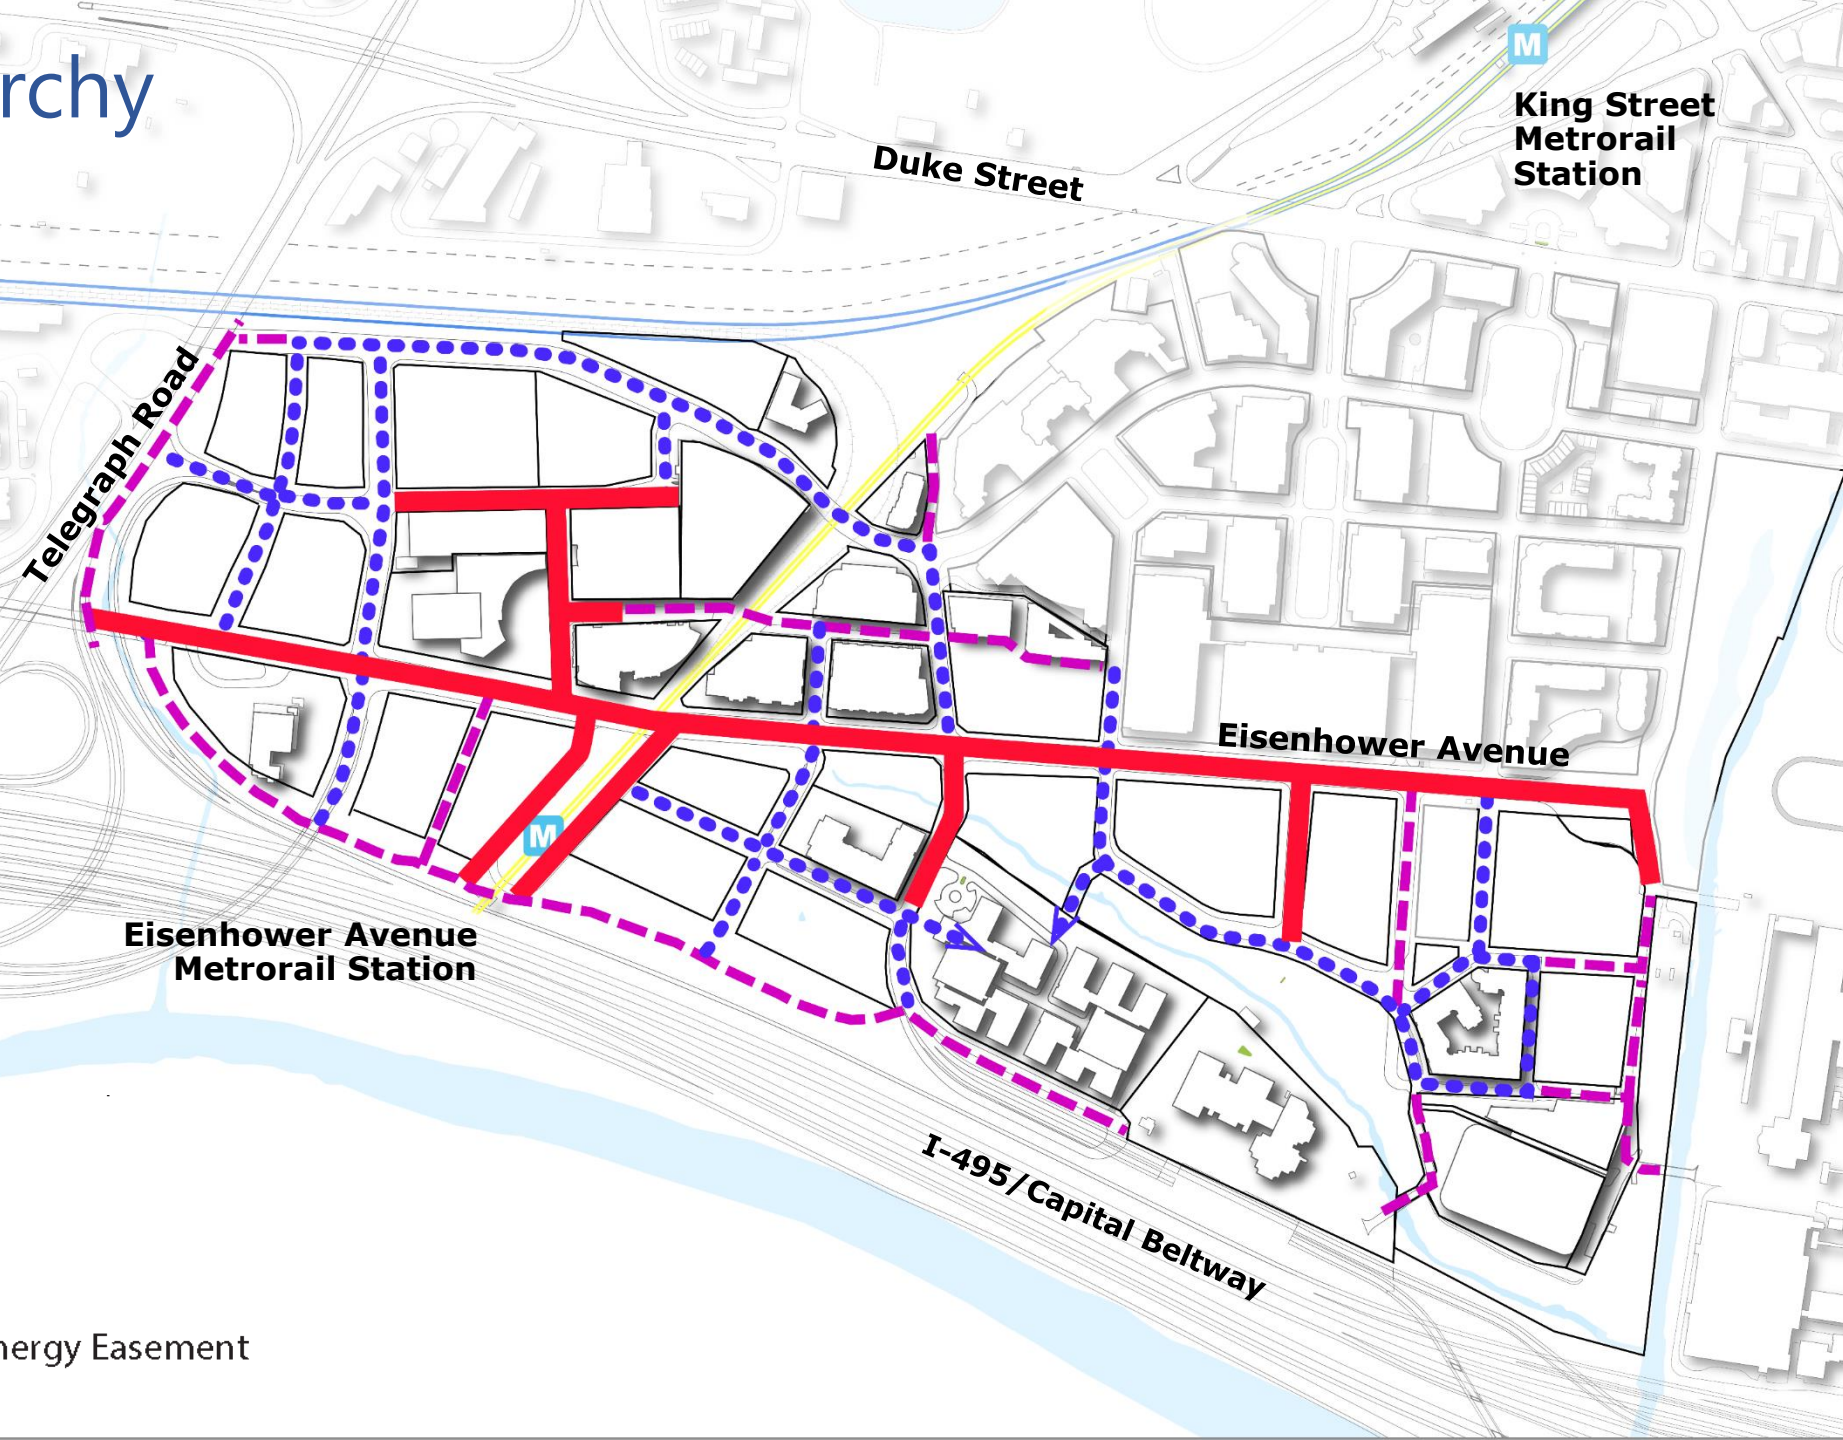 rchy
M
King Street
Metrorail
Station
Duke Street
Telegraph Road
Eisenhower Avenue
M
Eisenhower Avenue
Metrorail Station
I-495/Capital Beltway
nergy Easement